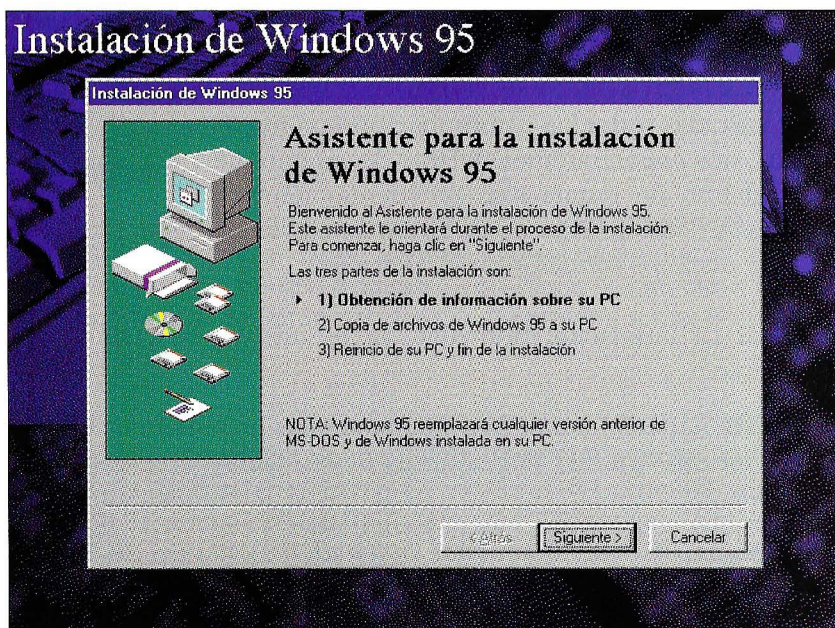 Instalación de Windows 95
Instalación de Windows 95
Asistente para la instalación
de Windows 95
Bienvenido al Asistente para la instalación de Windows 95.
Este asistente le orientará durante el proceso de la instalación.
Para comenzar, haga clic en "Siguiente".
Las tres partes de la instalación son:
1) Obtención de información sobre su PC
2) Copia de archivos de Windows 95 a su PC
3) Reinicio de su PC y fin de la instalación
NOTA: Windows 95 reemplazará cualquier versión anterior de
MS-DOS y de Windows instalada en su PC.
< Atrás Siguiente > Cancelar